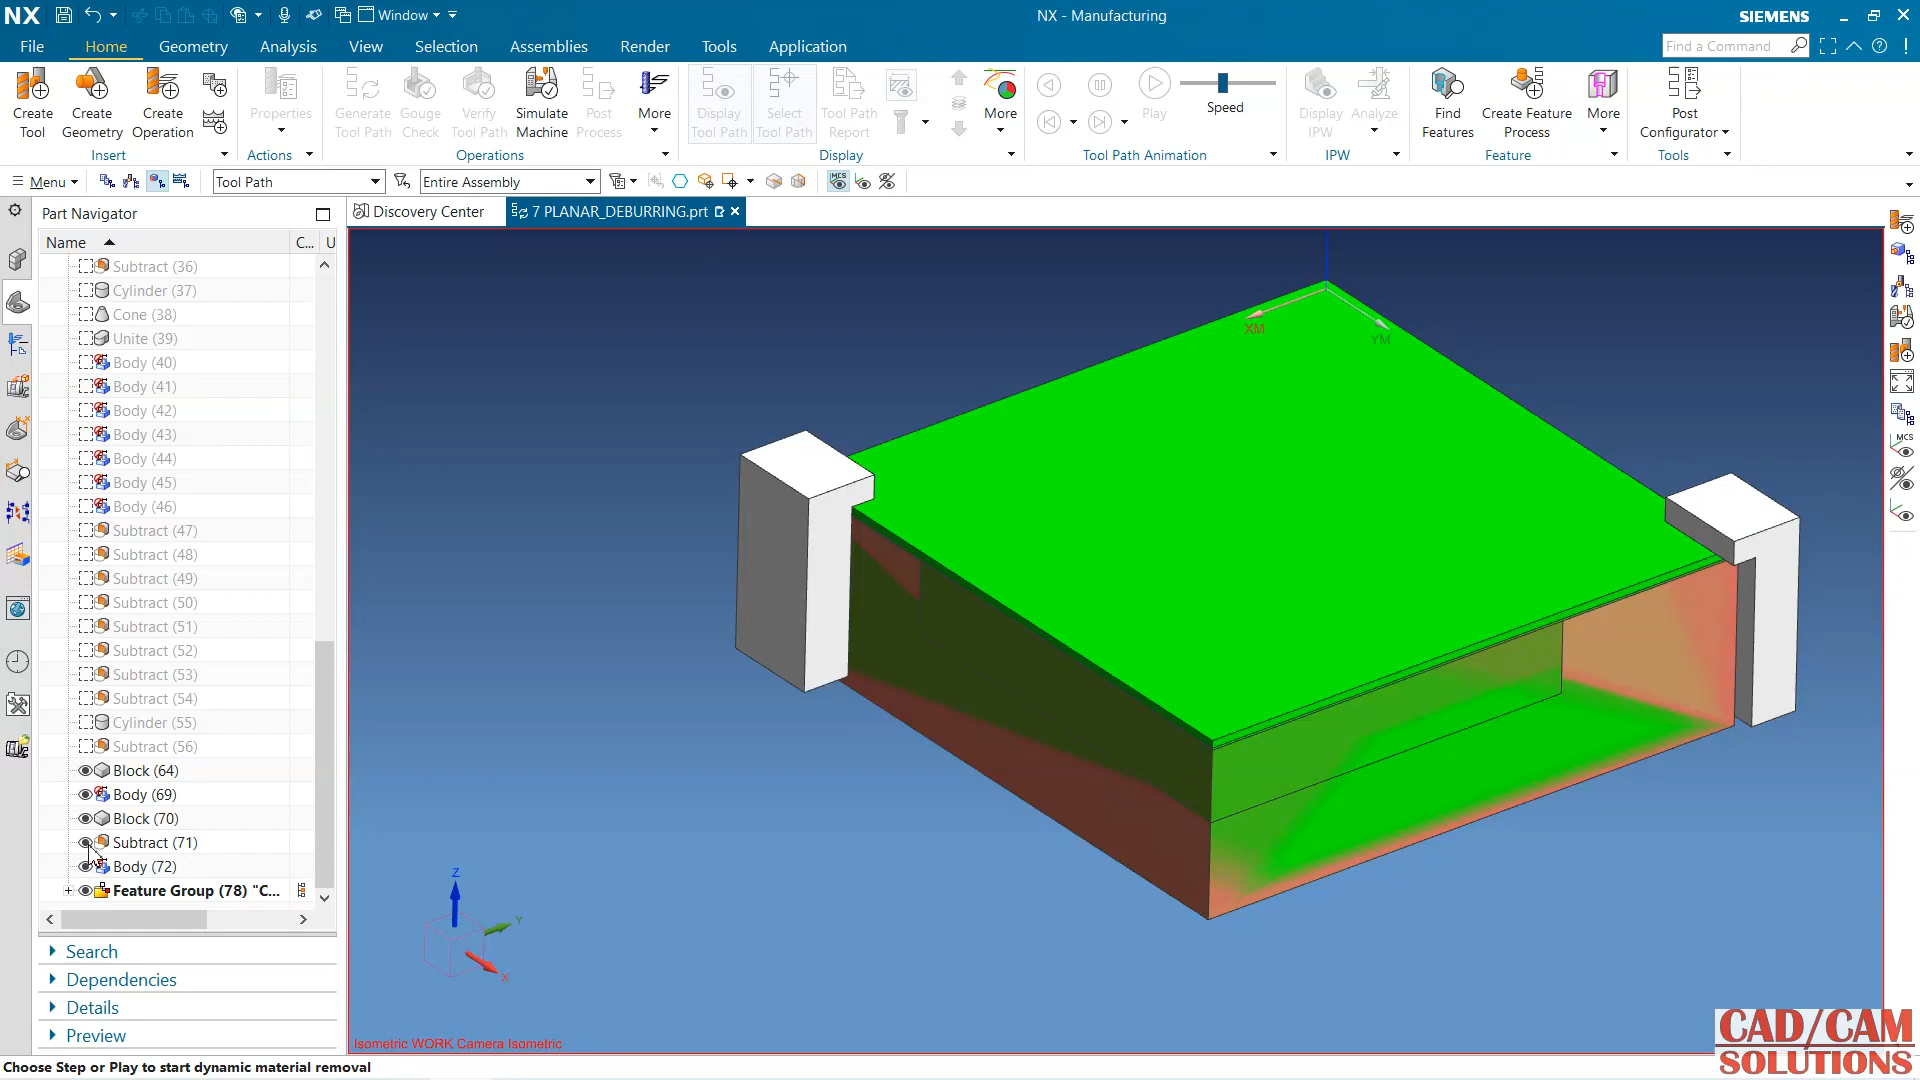 NX
Window
NX - Manufacturing
SIEMENS
File
Home
Geometry
Analysis
View
Selection
Assemblies
Render
Tools
Application
Find a Command
Create Tool
Create Geometry
Create Operation
Properties
Generate Tool Path
Gouge Check
Verify Tool Path
Simulate Machine
Post Process
More
Display Tool Path
Select Tool Path
Tool Path Report
More
Play
Speed
Display IPW
Analyze
Find Features
Create Feature Process
More
Post Configurator
Insert
Actions
Operations
Display
Tool Path Animation
IPW
Feature
Tools
Menu
Tool Path
Entire Assembly
MCS
Part Navigator
Discovery Center
7 PLANAR_DEBURRING.prt
Name
C...
U
Subtract (36)
Cylinder (37)
Cone (38)
Unite (39)
Body (40)
Body (41)
Body (42)
Body (43)
Body (44)
Body (45)
Body (46)
Subtract (47)
Subtract (48)
Subtract (49)
Subtract (50)
Subtract (51)
Subtract (52)
Subtract (53)
Subtract (54)
Cylinder (55)
Subtract (56)
Block (64)
Body (69)
Block (70)
Subtract (71)
Body (72)
Feature Group (78) "C...
Search
Dependencies
Details
Preview
XM
YM
MCS
Z
Y
X
Isometric WORK Camera Isometric
CAD/CAM
SOLUTIONS
Choose Step or Play to start dynamic material removal